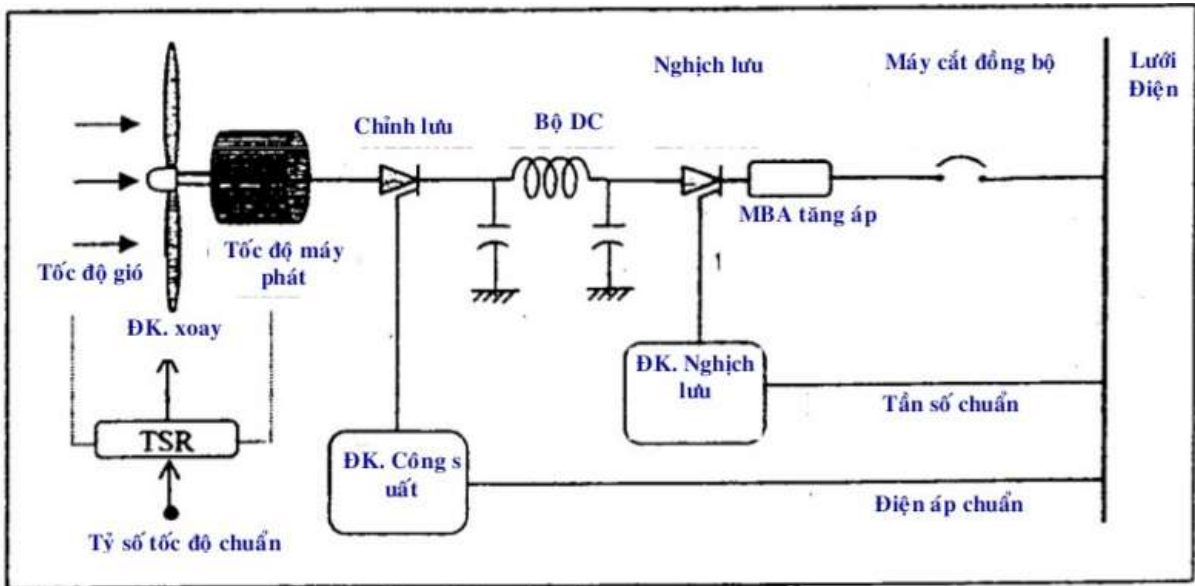 Nghịch lưu
Máy cắt đồng bộ
Lưới
Điện
Chỉnh lưu
Bộ DC
MBA tăng áp
Tốc độ gió
Tốc độ máy
phát
ĐK. xoay
ĐK. Nghịch
lưu
Tần số chuẩn
TSR
ĐK. Công s
uất
Điện áp chuẩn
Tỷ số tốc độ chuẩn